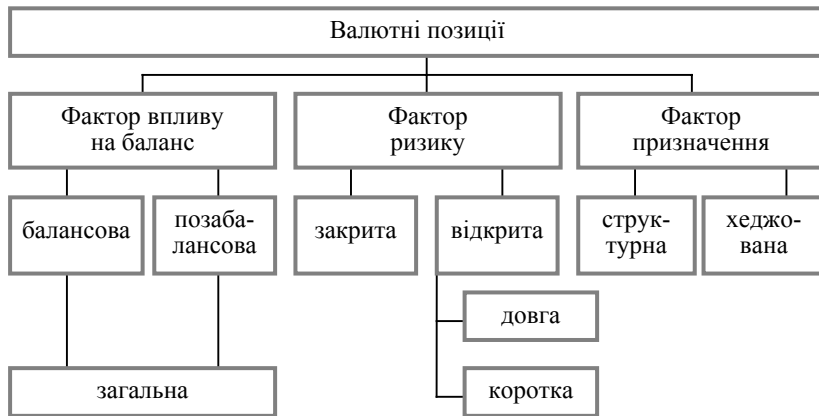 Валютні позиції
Фактор впливу
на баланс
Фактор
ризику
Фактор
призначення
балансова
позаба-
лансова
закрита
відкрита
струк-
турна
хеджо-
вана
довга
загальна
коротка